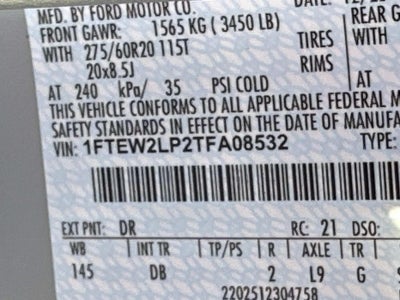 MFD. BY FORD MOTOR CO.
FRONT GAWR: 1565 KG ( 3450 LB)
REAR G
WITH 275/60R20 115T TIRES
WITH
20x8.5J RIMS
AT 240 kPa/ 35 PSI COLD
AT
THIS VEHICLE CONFORMS TO ALL APPLICABLE FEDERAL M
SAFETY STANDARDS IN EFFECT ON THE DATE OF MANUFA
VIN: 1FTEW2LP2TFA08532 TYPE:
EXT PNT: DR RC: 21 DSO:
WB INT TR TP/PS R AXLE TR
145 DB 2 L9 G
2202512304758